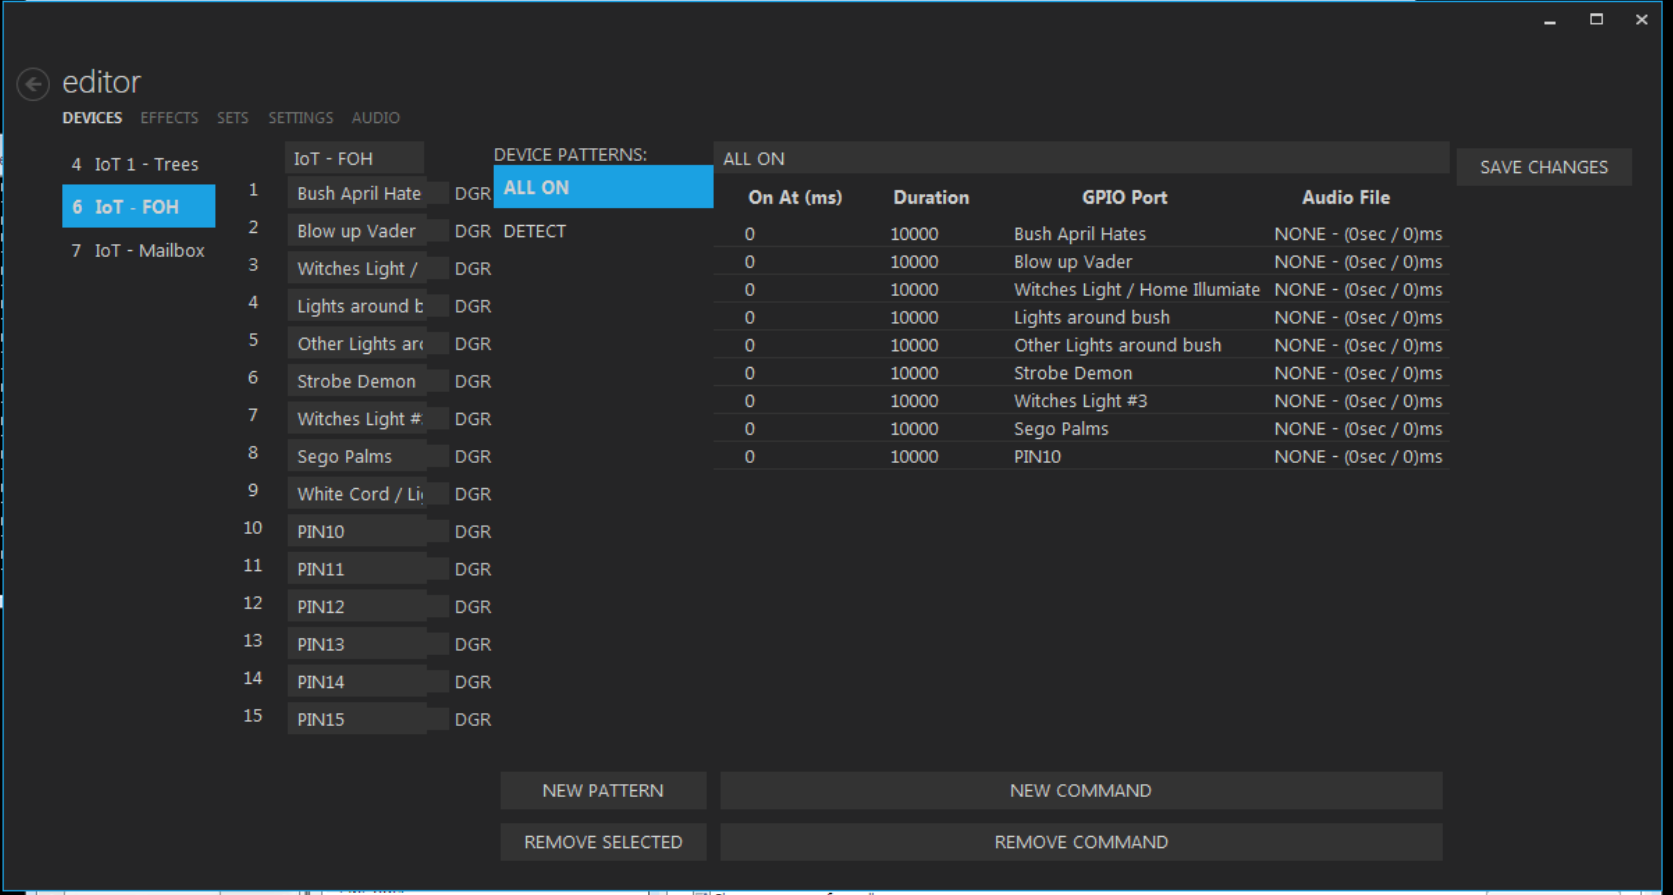 editor
DEVICES EFFECTS SETS SETTINGS AUDIO
4 IoT 1 - Trees
6 IoT - FOH
7 IoT - Mailbox
IoT - FOH
1 Bush April Hate DGR
2 Blow up Vader DGR
3 Witches Light / DGR
4 Lights around b DGR
5 Other Lights arc DGR
6 Strobe Demon DGR
7 Witches Light # DGR
8 Sego Palms DGR
9 White Cord / Li DGR
10 PIN10 DGR
11 PIN11 DGR
12 PIN12 DGR
13 PIN13 DGR
14 PIN14 DGR
15 PIN15 DGR
DEVICE PATTERNS:
ALL ON
DETECT
ALL ON
On At (ms) Duration GPIO Port Audio File
0 10000 Bush April Hates NONE - (0sec / 0)ms
0 10000 Blow up Vader NONE - (0sec / 0)ms
0 10000 Witches Light / Home Illumiate NONE - (0sec / 0)ms
0 10000 Lights around bush NONE - (0sec / 0)ms
0 10000 Other Lights around bush NONE - (0sec / 0)ms
0 10000 Strobe Demon NONE - (0sec / 0)ms
0 10000 Witches Light #3 NONE - (0sec / 0)ms
0 10000 Sego Palms NONE - (0sec / 0)ms
0 10000 PIN10 NONE - (0sec / 0)ms
SAVE CHANGES
NEW PATTERN NEW COMMAND
REMOVE SELECTED REMOVE COMMAND